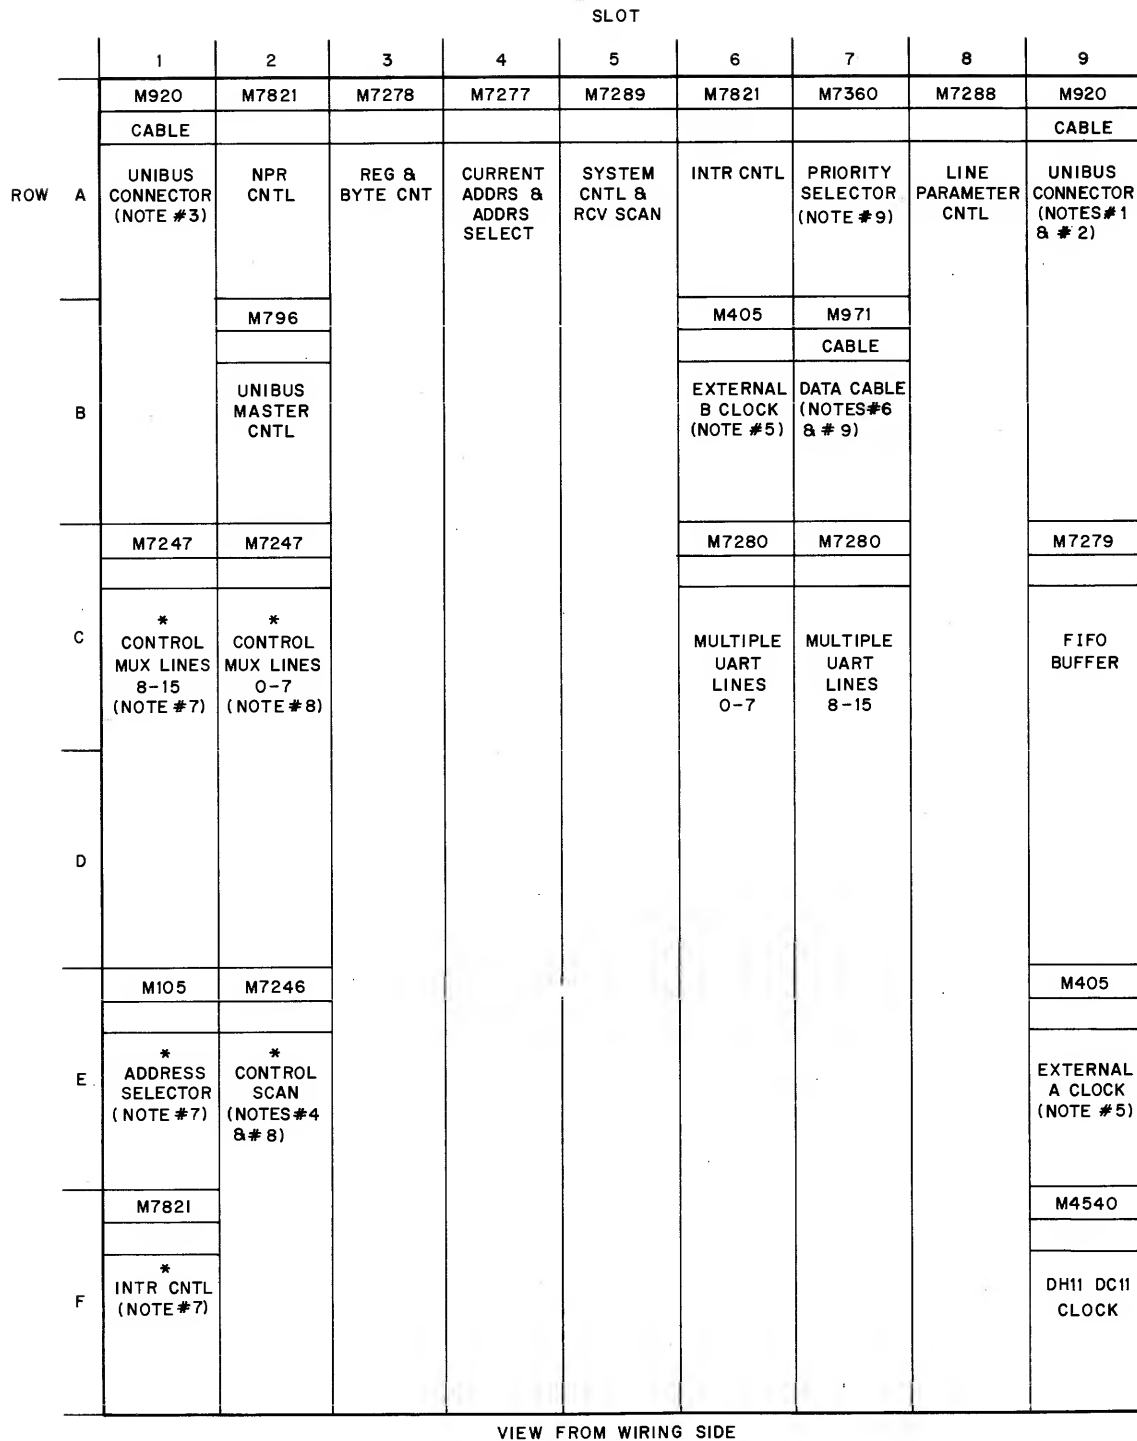 SLOT
1 2 3 4 5 6 7 8 9
M920 M7821 M7278 M7277 M7289 M7821 M7360 M7288 M920
CABLE CABLE
ROW A
UNIBUS CONNECTOR (NOTE #3)
NPR CNTL
REG & BYTE CNT
CURRENT ADDRS & ADDRS SELECT
SYSTEM CNTL & RCV SCAN
INTR CNTL
PRIORITY SELECTOR (NOTE #9)
LINE PARAMETER CNTL
UNIBUS CONNECTOR (NOTES #1 & #2)
M796 M405 M971
CABLE
B
UNIBUS MASTER CNTL
EXTERNAL B CLOCK (NOTE #5)
DATA CABLE (NOTES #6 & #9)
M7247 M7247 M7280 M7280 M7279
C
* CONTROL MUX LINES 8-15 (NOTE #7)
* CONTROL MUX LINES 0-7 (NOTE #8)
MULTIPLE UART LINES 0-7
MULTIPLE UART LINES 8-15
FIFO BUFFER
D
M105 M7246 M405
E
* ADDRESS SELECTOR (NOTE #7)
* CONTROL SCAN (NOTES #4 & #8)
EXTERNAL A CLOCK (NOTE #5)
M7821 M4540
F
* INTR CNTL (NOTE #7)
DH11 DC11 CLOCK
VIEW FROM WIRING SIDE